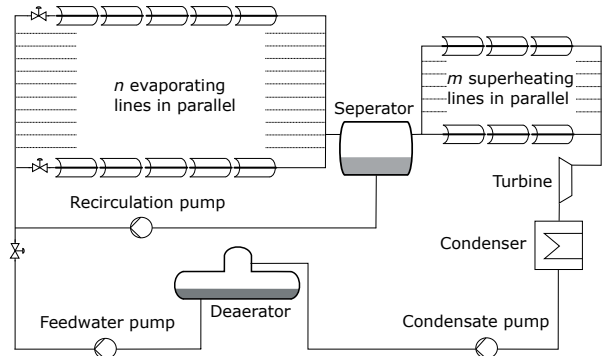 n evaporating
lines in parallel
m superheating
lines in parallel
Seperator
Turbine
Recirculation pump
Condenser
Deaerator
Feedwater pump
Condensate pump